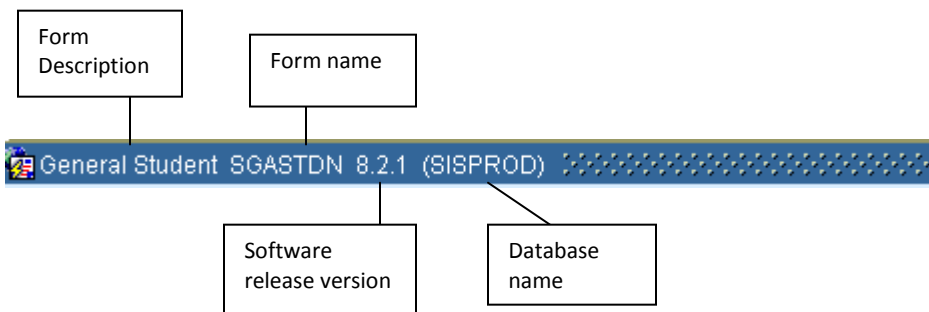 Form
Description
Form name
General Student SGASTDN 8.2.1 (SISPROD)
Software
release version
Database
name